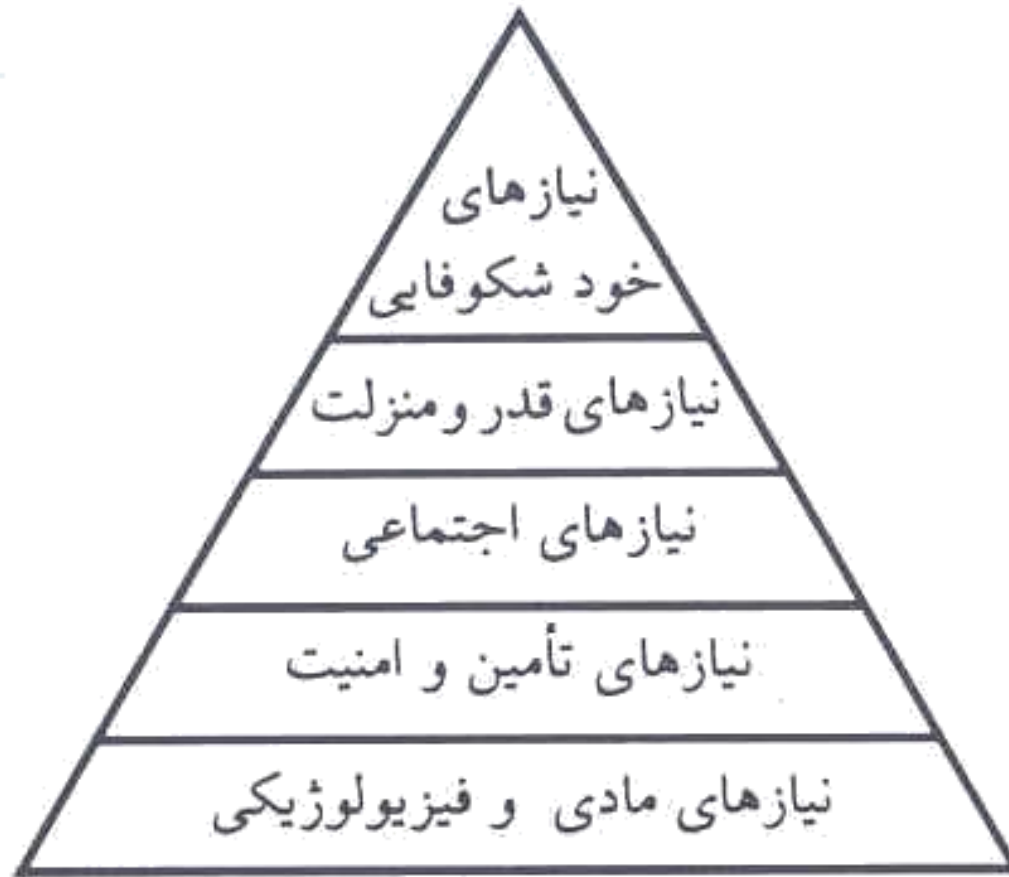 نیازهای
خود شکوفایی
نیازهای قدر و منزلت
نیازهای اجتماعی
نیازهای تأمین و امنیت
نیازهای مادی و فیزیولوژیکی